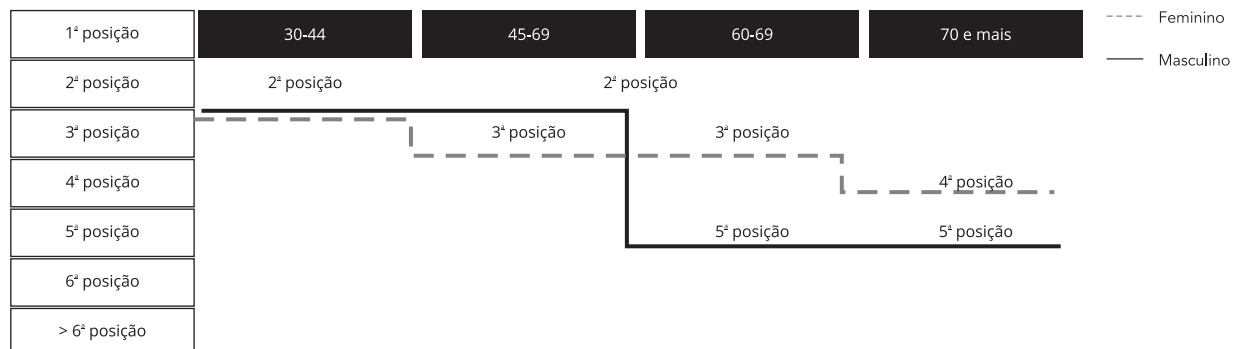 1ª posição 30-44 45-69 60-69 70 e mais Feminino
Masculino
2ª posição 2ª posição 2ª posição
3ª posição 3ª posição 3ª posição
4ª posição 4ª posição
5ª posição 5ª posição 5ª posição
6ª posição
> 6ª posição